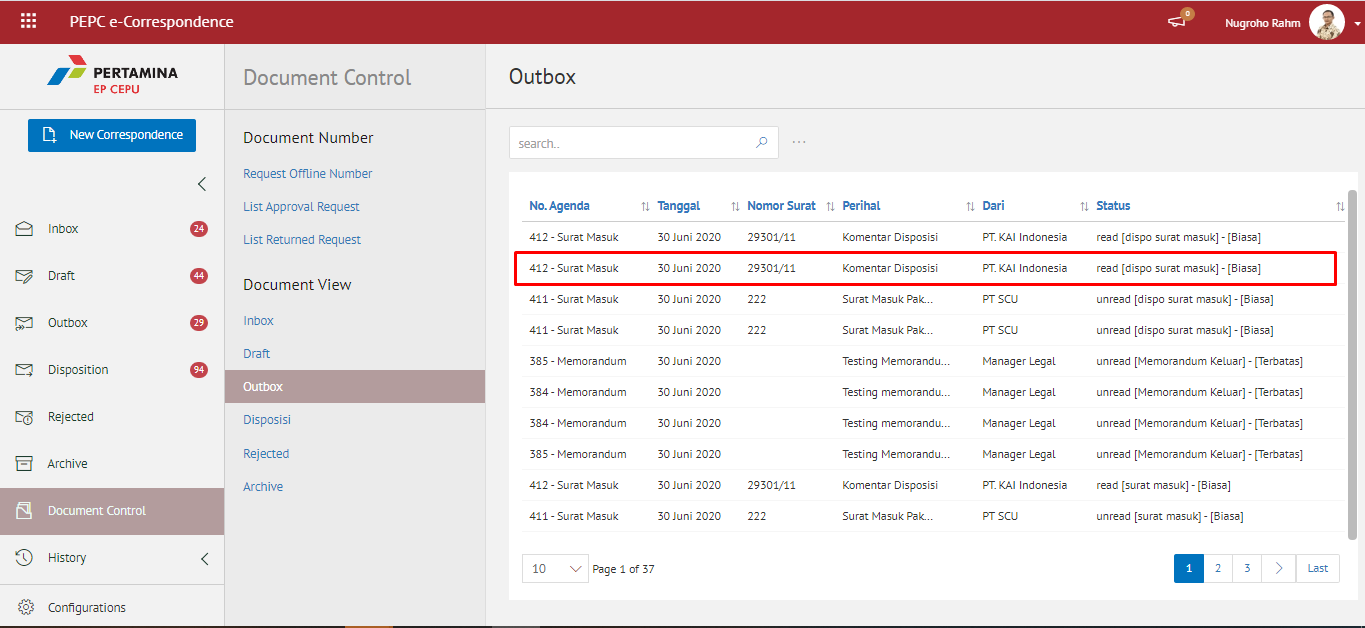 PEPC e-Correspondence
0
Nugroho Rahm
PERTAMINA
EP CEPU
New Correspondence
Inbox 24
Draft 44
Outbox 29
Disposition 94
Rejected
Archive
Document Control
History
Configurations
Document Control
Document Number
Request Offline Number
List Approval Request
List Returned Request
Document View
Inbox
Draft
Outbox
Disposisi
Rejected
Archive
Outbox
search..
...
No. Agenda Tanggal Nomor Surat Perihal Dari Status
412 - Surat Masuk 30 Juni 2020 29301/11 Komentar Disposisi PT. KAI Indonesia read [dispo surat masuk] - [Biasa]
412 - Surat Masuk 30 Juni 2020 29301/11 Komentar Disposisi PT. KAI Indonesia read [dispo surat masuk] - [Biasa]
411 - Surat Masuk 30 Juni 2020 222 Surat Masuk Pak... PT SCU unread [dispo surat masuk] - [Biasa]
411 - Surat Masuk 30 Juni 2020 222 Surat Masuk Pak... PT SCU unread [dispo surat masuk] - [Biasa]
385 - Memorandum 30 Juni 2020 Testing Memorandu... Manager Legal unread [Memorandum Keluar] - [Terbatas]
384 - Memorandum 30 Juni 2020 Testing memorandu... Manager Legal unread [Memorandum Keluar] - [Terbatas]
384 - Memorandum 30 Juni 2020 Testing memorandu... Manager Legal unread [Memorandum Keluar] - [Terbatas]
385 - Memorandum 30 Juni 2020 Testing Memorandu... Manager Legal unread [Memorandum Keluar] - [Terbatas]
412 - Surat Masuk 30 Juni 2020 29301/11 Komentar Disposisi PT. KAI Indonesia read [surat masuk] - [Biasa]
411 - Surat Masuk 30 Juni 2020 222 Surat Masuk Pak... PT SCU unread [surat masuk] - [Biasa]
10 Page 1 of 37 1 2 3 Last